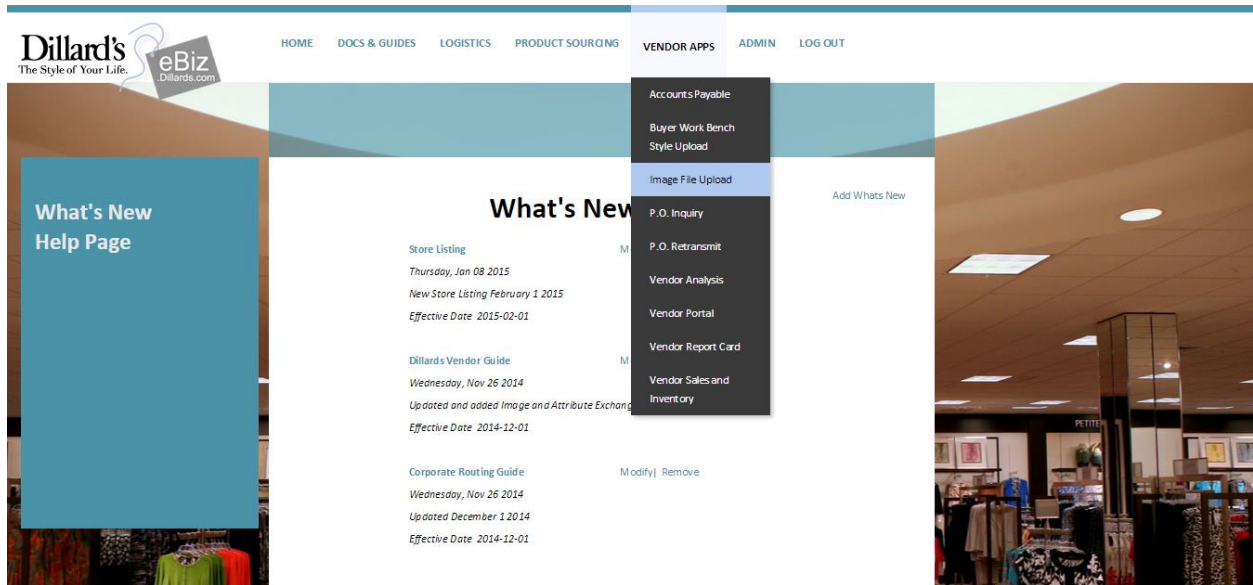 Dillard's
The Style of Your Life.
eBiz
.Dillards.com
HOME DOCS & GUIDES LOGISTICS PRODUCT SOURCING VENDOR APPS ADMIN LOG OUT
Accounts Payable
Buyer Work Bench
Style Upload
Image File Upload
P.O. Inquiry
P.O. Retransmit
Vendor Analysis
Vendor Portal
Vendor Report Card
Vendor Sales and
Inventory
What's New
Help Page
What's New
Add Whats New
Store Listing
Thursday, Jan 08 2015
New Store Listing February 1 2015
Effective Date 2015-02-01
Dillards Vendor Guide
Wednesday, Nov 26 2014
Updated and added Image and Attribute
Effective Date 2014-12-01
Corporate Routing Guide Modify| Remove
Wednesday, Nov 26 2014
Updated December 1 2014
Effective Date 2014-12-01
PETITE